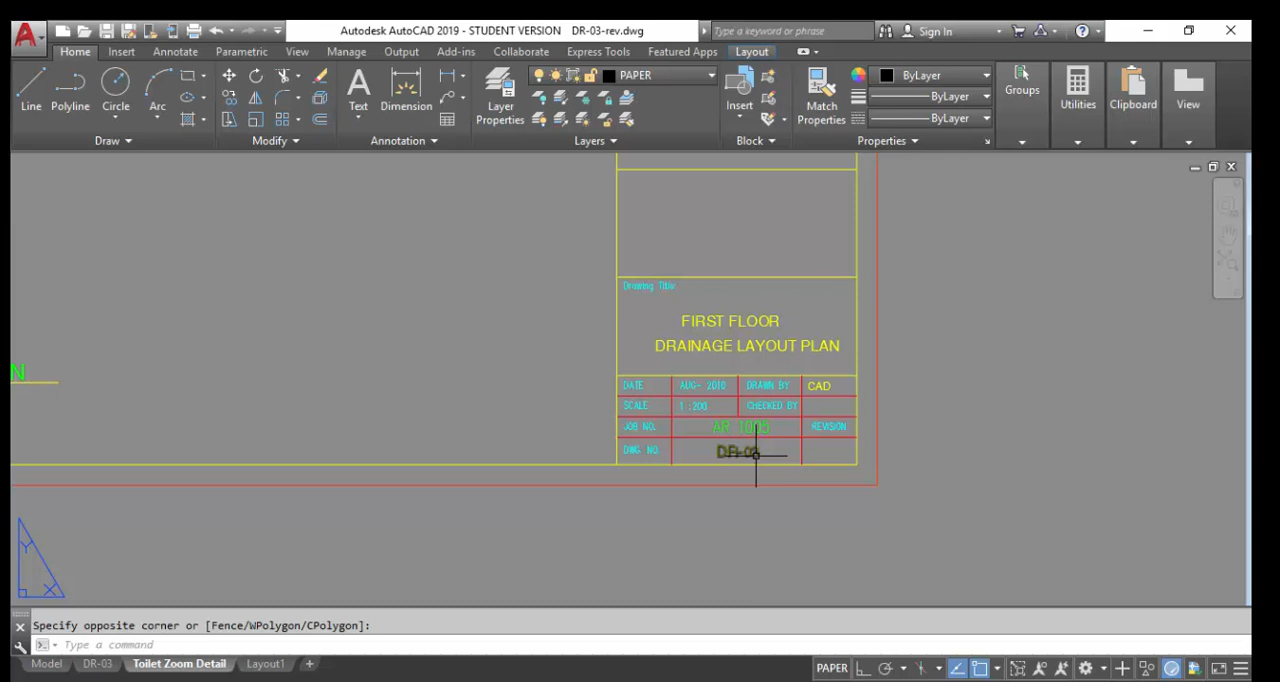 Autodesk AutoCAD 2019 - STUDENT VERSION DR-03-rev.dwg
Type a keyword or phrase
Sign In
Home Insert Annotate Parametric View Manage Output Add-ins Collaborate Express Tools Featured Apps Layout
Line Polyline Circle Arc
Text Dimension
Layer Properties
PAPER
Insert
Match Properties
ByLayer
ByLayer
ByLayer
Groups Utilities Clipboard View
Draw Modify Annotation Layers Block Properties
Drawing Title
FIRST FLOOR
DRAINAGE LAYOUT PLAN
N
DATE AUG- 2010 DRAWN BY CAD
SCALE 1 :200 CHECKED BY
JOB NO. AR 1005 REVISION
DWG. NO.
Y
X
Specify opposite corner or [Fence/WPolygon/CPolygon]:
Type a command
Model DR-03 Toilet Zoom Detail Layout1 +
PAPER